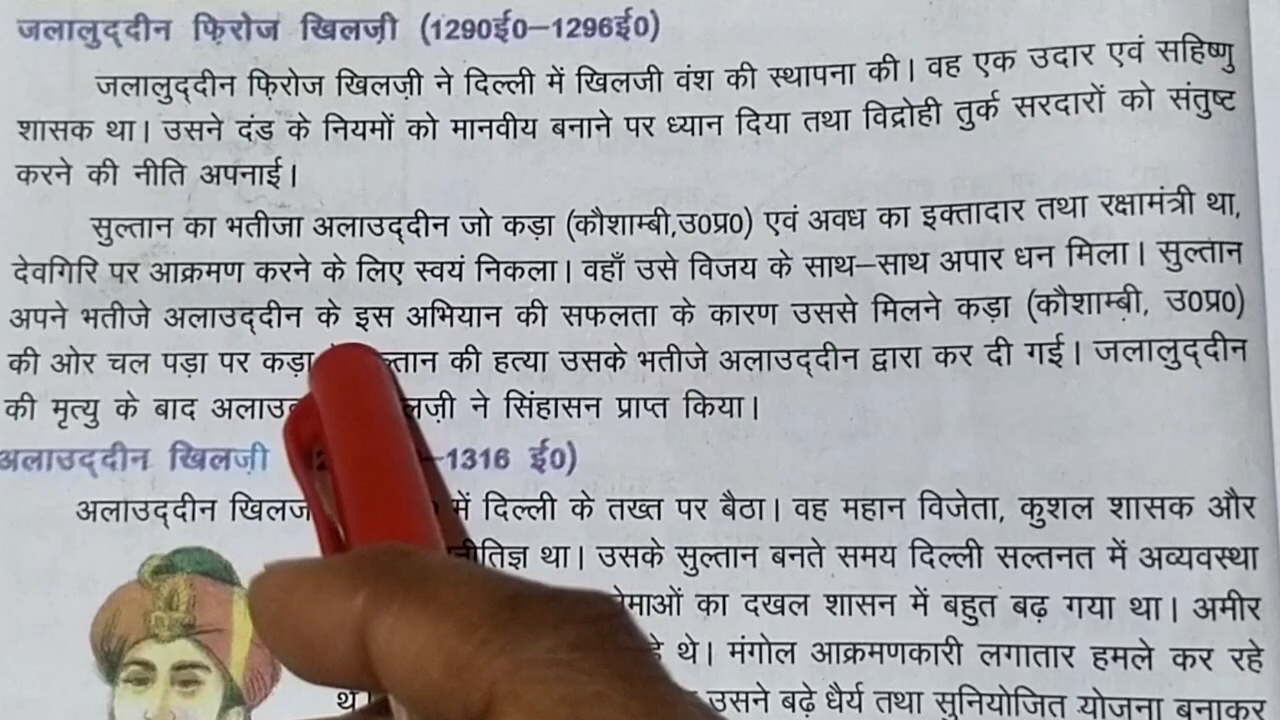 जलालुद्दीन फ़िरोज खिलज़ी (1290ई0–1296ई0)
जलालुद्दीन फ़िरोज खिलज़ी ने दिल्ली में खिलजी वंश की स्थापना की। वह एक उदार एवं सहिष्णु
शासक था। उसने दंड के नियमों को मानवीय बनाने पर ध्यान दिया तथा विद्रोही तुर्क सरदारों को संतुष्ट
करने की नीति अपनाई।
सुल्तान का भतीजा अलाउद्दीन जो कड़ा (कौशाम्बी,उ0प्र0) एवं अवध का इक्तादार तथा रक्षामंत्री था,
देवगिरि पर आक्रमण करने के लिए स्वयं निकला। वहाँ उसे विजय के साथ–साथ अपार धन मिला। सुल्तान
अपने भतीजे अलाउद्दीन के इस अभियान की सफलता के कारण उससे मिलने कड़ा (कौशाम्बी, उ0प्र0)
की ओर चल पड़ा पर कड़ा की हत्या उसके भतीजे अलाउद्दीन द्वारा कर दी गई। जलालुद्दीन
की मृत्यु के बाद ने सिंहासन प्राप्त किया।
अलाउद्दीन खिलज़ी –1316 ई0)
अलाउद्दीन में दिल्ली के तख्त पर बैठा। वह महान विजेता, कुशल शासक और
था। उसके सुल्तान बनते समय दिल्ली सल्तनत में अव्यवस्था
का दखल शासन में बहुत बढ़ गया था। अमीर
थे। मंगोल आक्रमणकारी लगातार हमले कर रहे
उसने बढ़े धैर्य तथा सुनियोजित योजना बनाकर